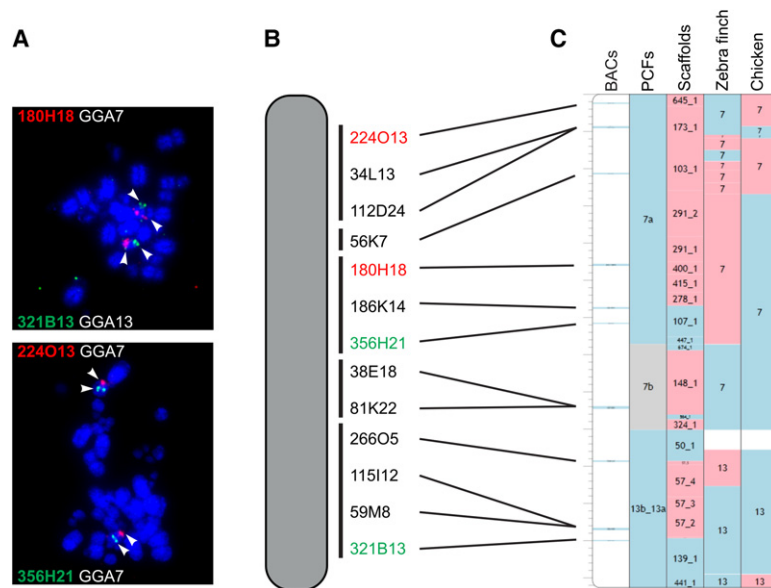 A
180H18 GGA7
321B13 GGA13
224O13 GGA7
356H21 GGA7
B
224O13
34L13
112D24
56K7
180H18
186K14
356H21
38E18
81K22
266O5
115I12
59M8
321B13
C
BACs
PCFs
Scaffolds
Zebra finch
Chicken
7a
7b
13b_13a
645_1
173_1
103_1
291_2
291_1
400_1
415_1
278_1
107_1
447_1
148_1
324_1
50_1
57_4
57_3
57_2
139_1
441_1
7
7
7
7
7
7
7
7
13
13
13
7
7
7
7
13
13